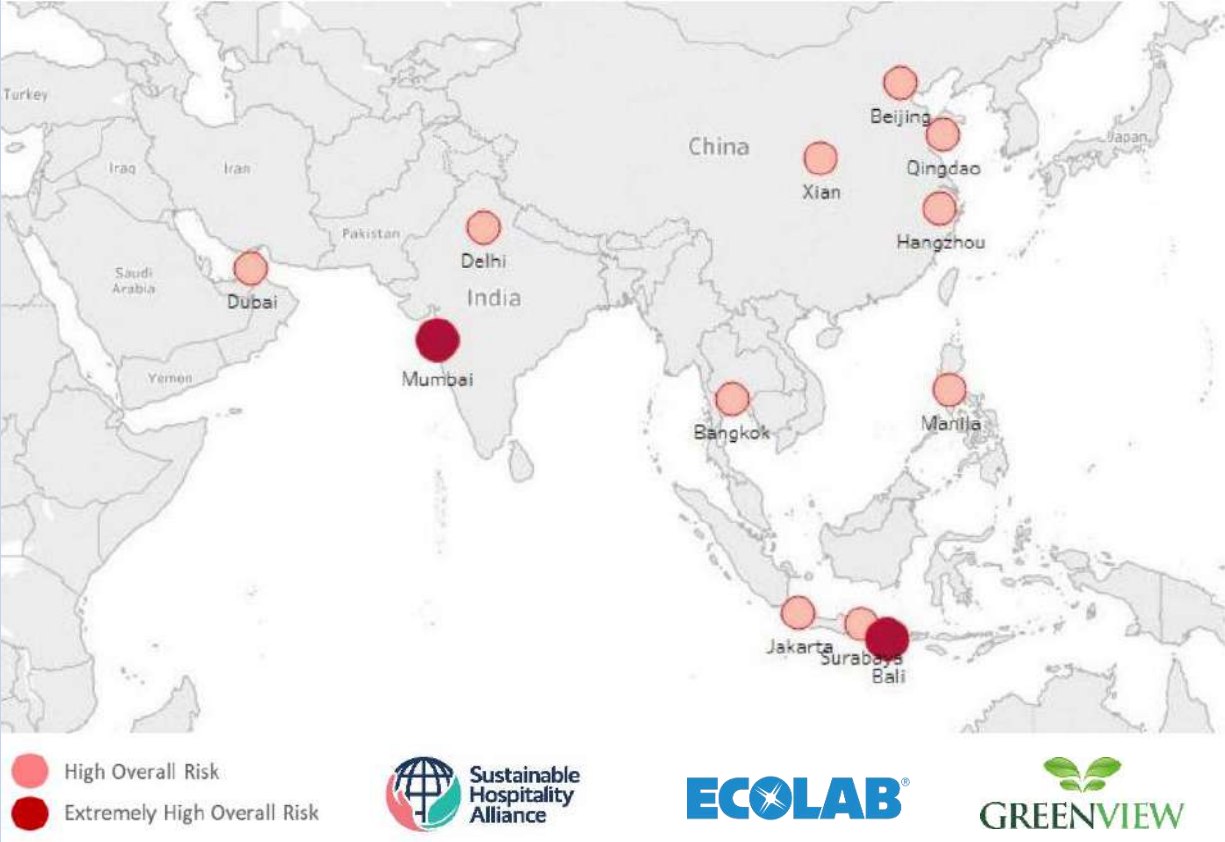 Turkey
Beijing
China
Japan
Iraq
Iran
Qingdao
Xian
Pakistan
Hangzhou
Delhi
Saudi
Arabia
India
Dubai
Yemen
Mumbai
Bangkok
Manila
Jakarta
Surabaya
Bali
High Overall Risk
Extremely High Overall Risk
Sustainable
Hospitality
Alliance
ECOLAB®
GREENVIEW